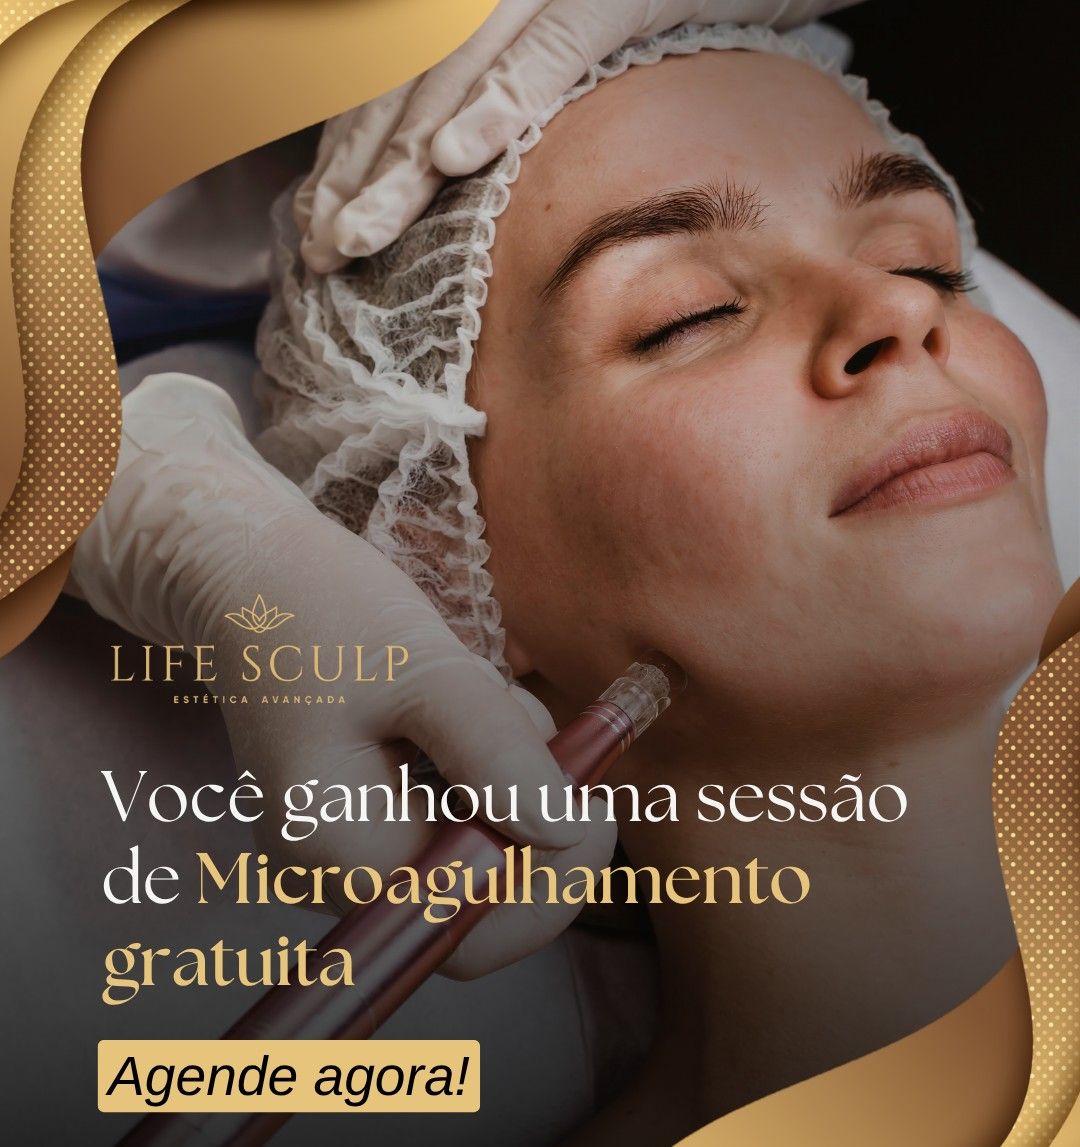 LIFE SCULP
ESTÉTICA AVANÇADA
Você ganhou uma sessão
de Microagulhamento
gratuita
Agende agora!